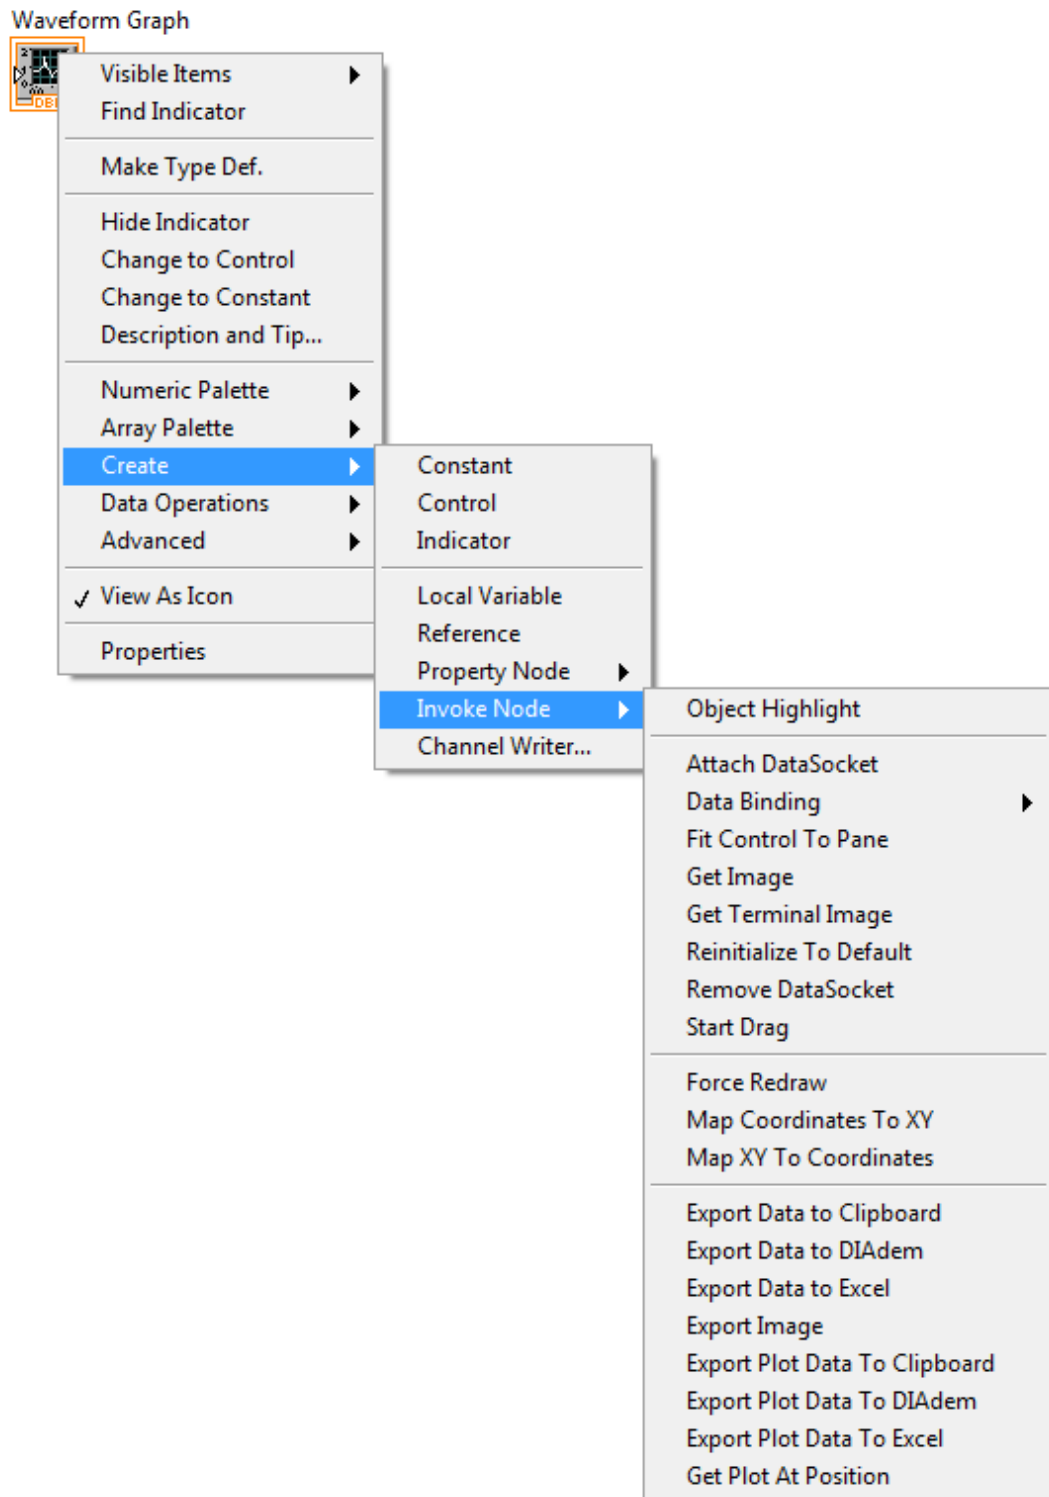 Waveform Graph
Visible Items
Find Indicator
Make Type Def.
Hide Indicator
Change to Control
Change to Constant
Description and Tip...
Numeric Palette
Array Palette
Create
Data Operations
Advanced
View As Icon
Properties
Constant
Control
Indicator
Local Variable
Reference
Property Node
Invoke Node
Channel Writer...
Object Highlight
Attach DataSocket
Data Binding
Fit Control To Pane
Get Image
Get Terminal Image
Reinitialize To Default
Remove DataSocket
Start Drag
Force Redraw
Map Coordinates To XY
Map XY To Coordinates
Export Data to Clipboard
Export Data to DIAdem
Export Data to Excel
Export Image
Export Plot Data To Clipboard
Export Plot Data To DIAdem
Export Plot Data To Excel
Get Plot At Position